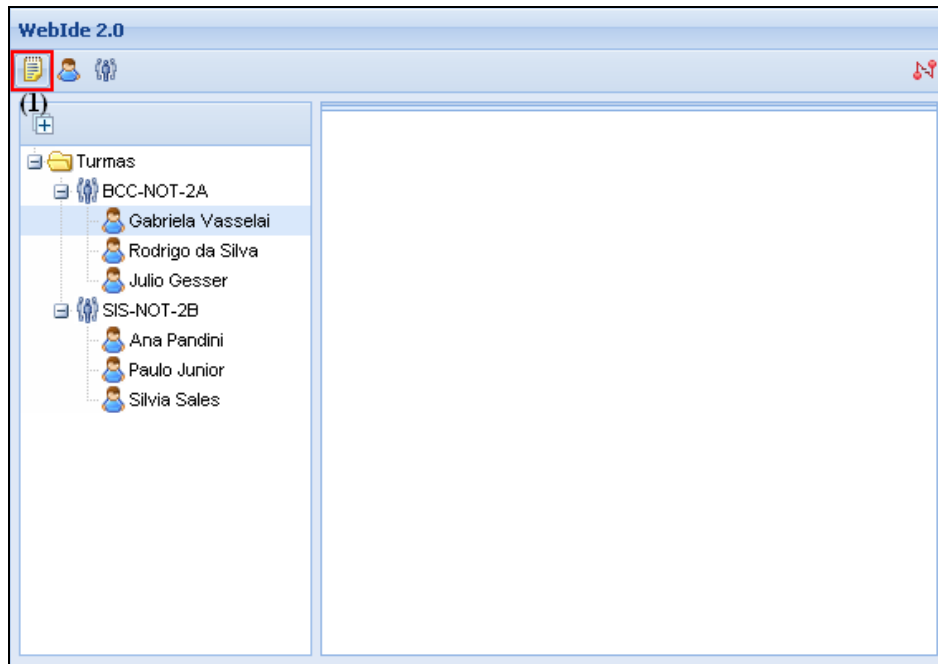 WebIde 2.0
(1)
Turmas
BCC-NOT-2A
Gabriela Vasselai
Rodrigo da Silva
Julio Gesser
SIS-NOT-2B
Ana Pandini
Paulo Junior
Silvia Sales